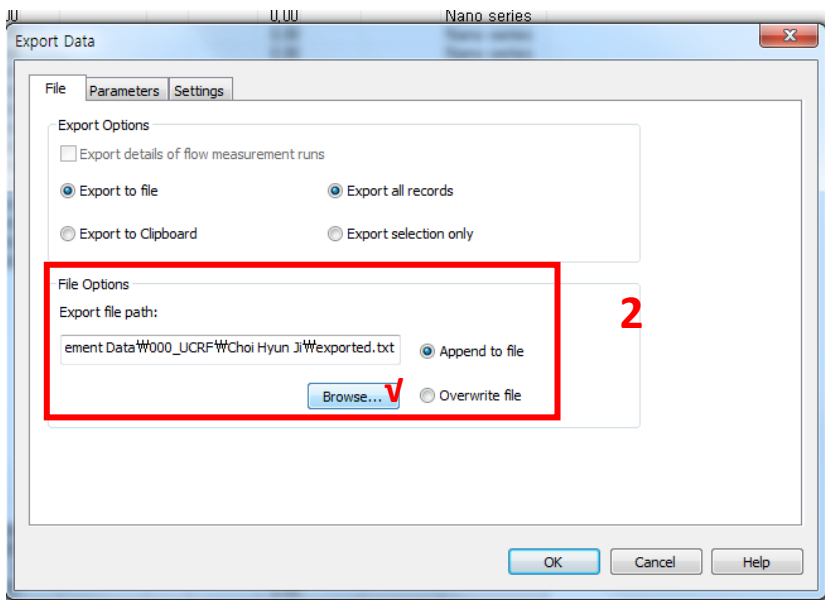 0,00 Nano series
Export Data
File Parameters Settings
Export Options
Export details of flow measurement runs
Export to file Export all records
Export to Clipboard Export selection only
File Options
Export file path:
ement Data₩000_UCRF₩Choi Hyun Ji₩exported.txt Append to file
2
Browse... √ Overwrite file
OK Cancel Help